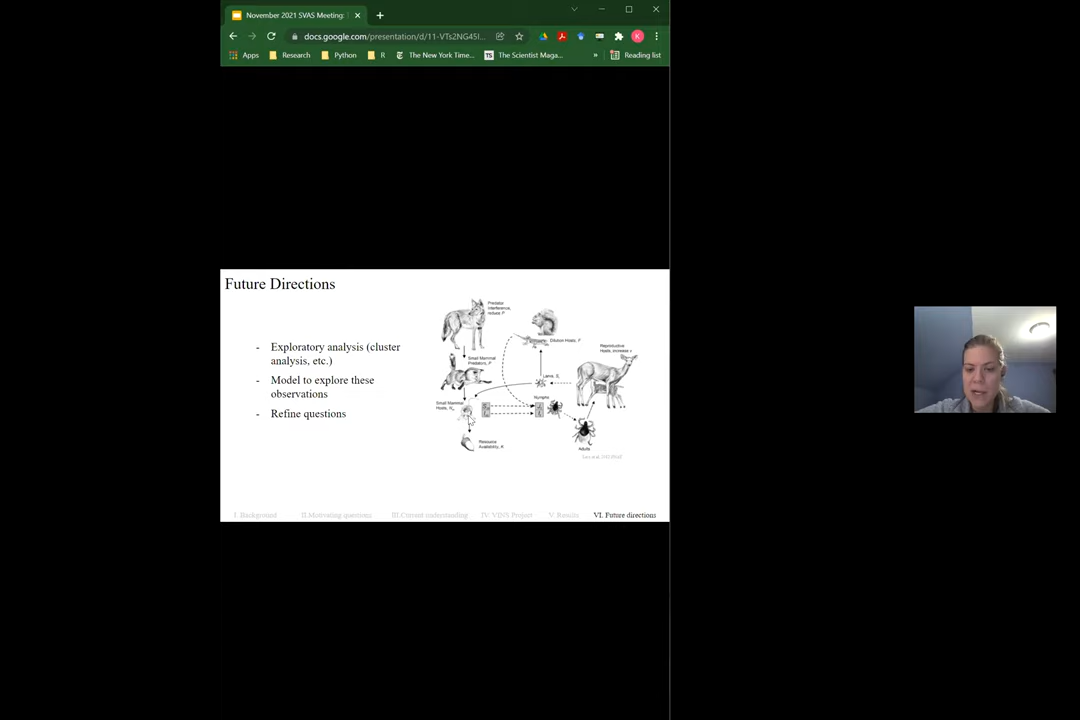 November 2021 SVAS Meeting:
docs.google.com/presentation/d/11-VTs2NG45I...
K
Apps
Research
Python
R
The New York Time...
TS
The Scientist Maga...
»
Reading list
Future Directions
- Exploratory analysis (cluster
analysis, etc.)
- Model to explore these
observations
- Refine questions
Predator
Interference,
Small Mammal
Predators, P
Small Mammal
Hosts,
Resource
Availability, K
Dilution Hosts,
Larva,
Nymphs
Reproductive
Hosts, increase
Adults
I. Background
II.Motivating questions
III.Current understanding
IV. VINS Project
V. Results
VI. Future directions